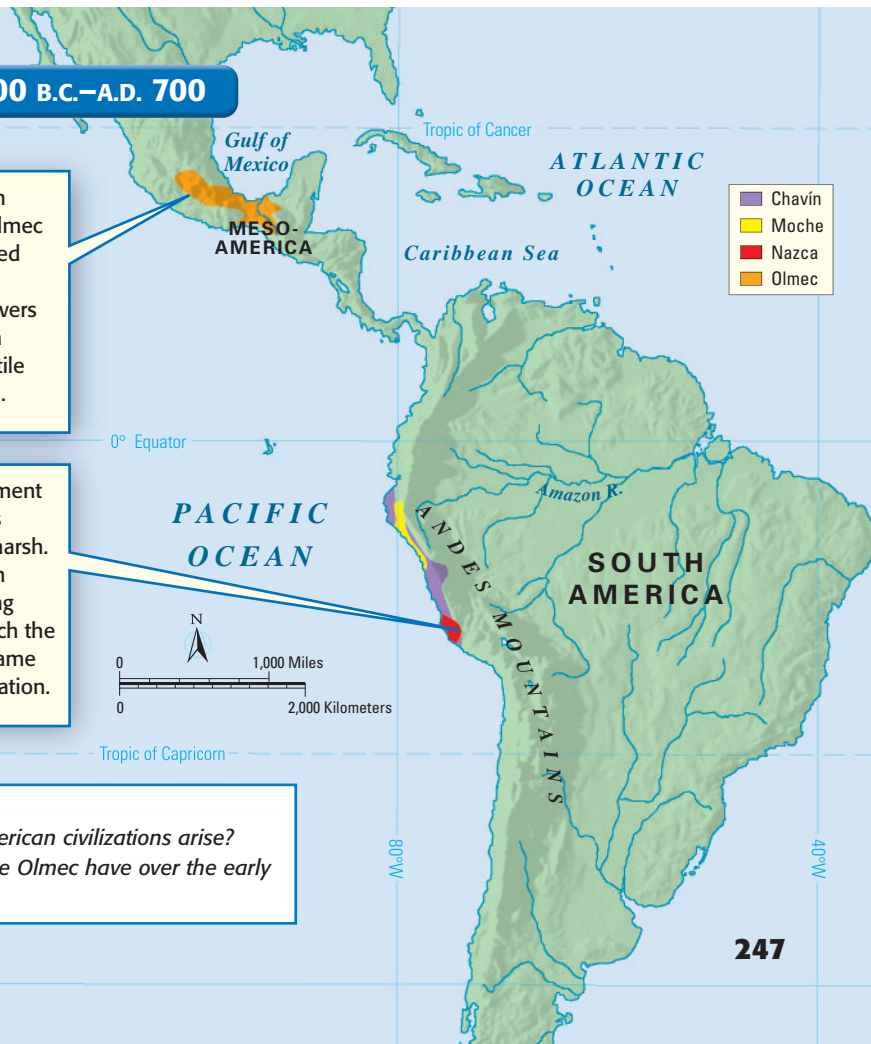 00 B.C.–A.D. 700
Tropic of Cancer
Gulf of
Mexico
ATLANTIC
OCEAN
n
lmec
ed
vers
n
tile
.
MESO-
AMERICA
Caribbean Sea
Chavín
Moche
Nazca
Olmec
0° Equator
Amazon R.
ment
s
harsh.
n
ng
ch the
ame
ation.
PACIFIC
OCEAN
ANDES MOUNTAINS
SOUTH
AMERICA
N
0 1,000 Miles
0 2,000 Kilometers
Tropic of Capricorn
erican civilizations arise?
e Olmec have over the early
80°W
40°W
247